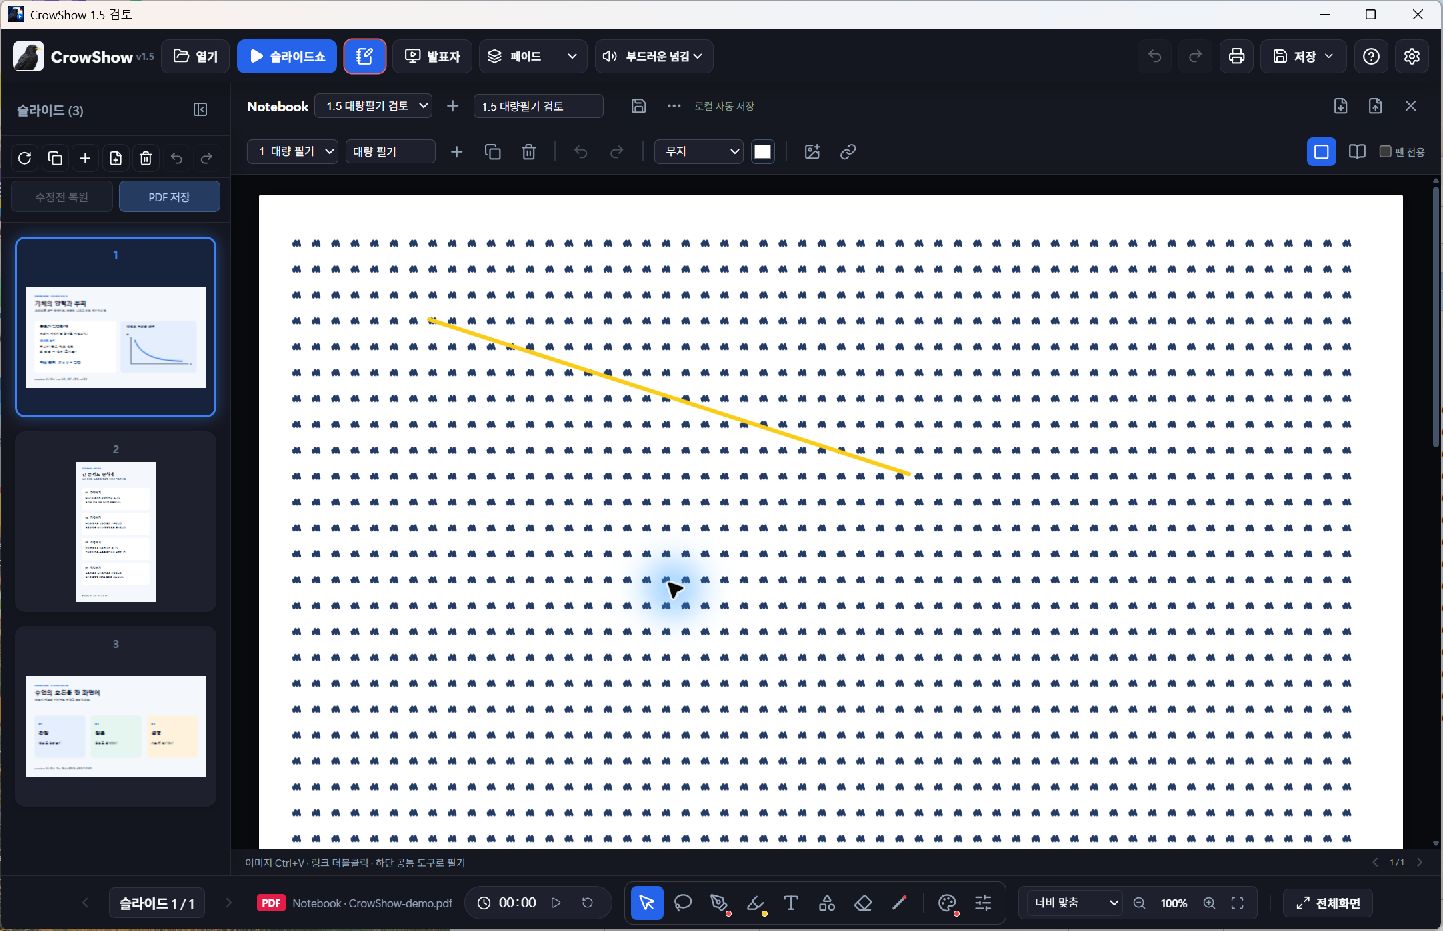 CrowShow 1.5 검토
CrowShow v1.5 열기 슬라이드쇼 발표자 페이드 부드러운 넘김 저장
슬라이드 (3)
Notebook 1.5 대량필기 검토 1.5 대량필기 검토 로컬 자동 저장
1 대량 필기 대량 필기 무지 펜 전용
수정전 복원 PDF 저장
1
2
3
이미지 Ctrl+V · 링크 더블클릭 · 하단 공통 도구로 필기 1/1
슬라이드 1 / 1 PDF Notebook · CrowShow-demo.pdf 00:00 T 너비 맞춤 100% 전체화면